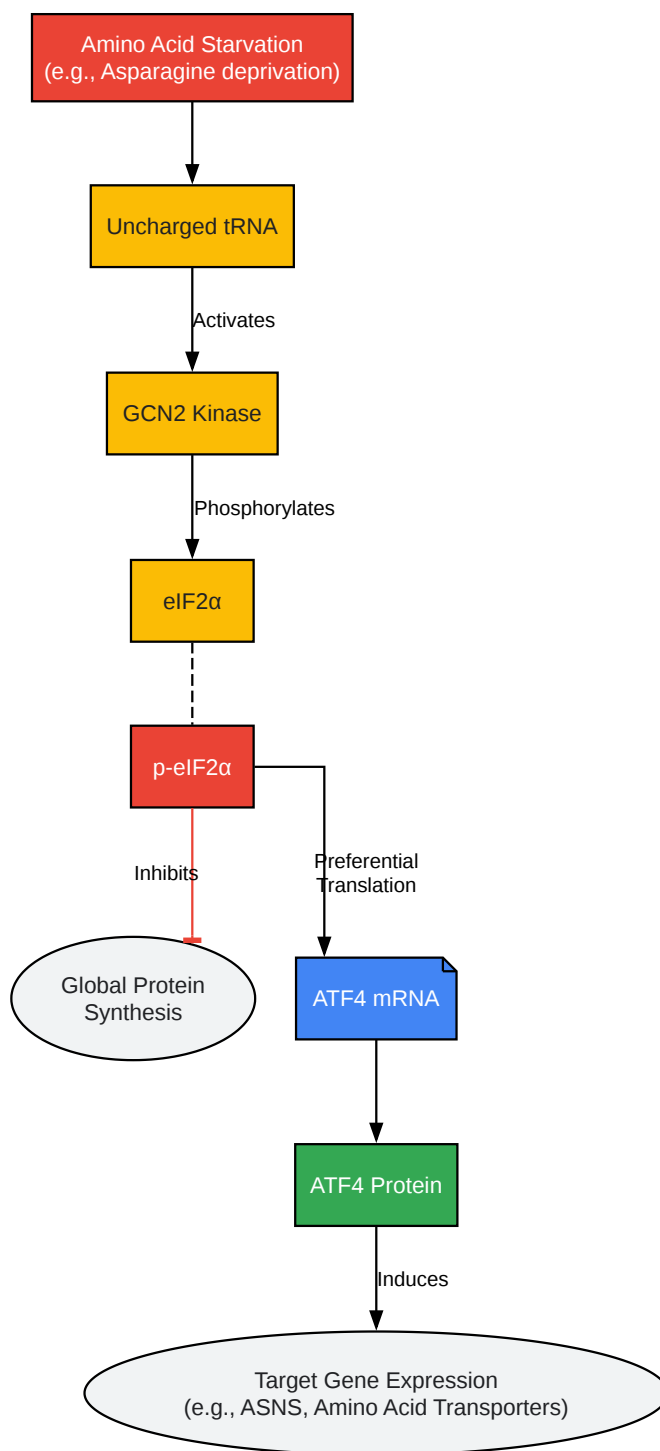 Amino Acid Starvation
(e.g., Asparagine deprivation)
Uncharged tRNA
Activates
GCN2 Kinase
Phosphorylates
eIF2α
p-eIF2α
Inhibits
Preferential
Translation
Global Protein
Synthesis
ATF4 mRNA
ATF4 Protein
Induces
Target Gene Expression
(e.g., ASNS, Amino Acid Transporters)